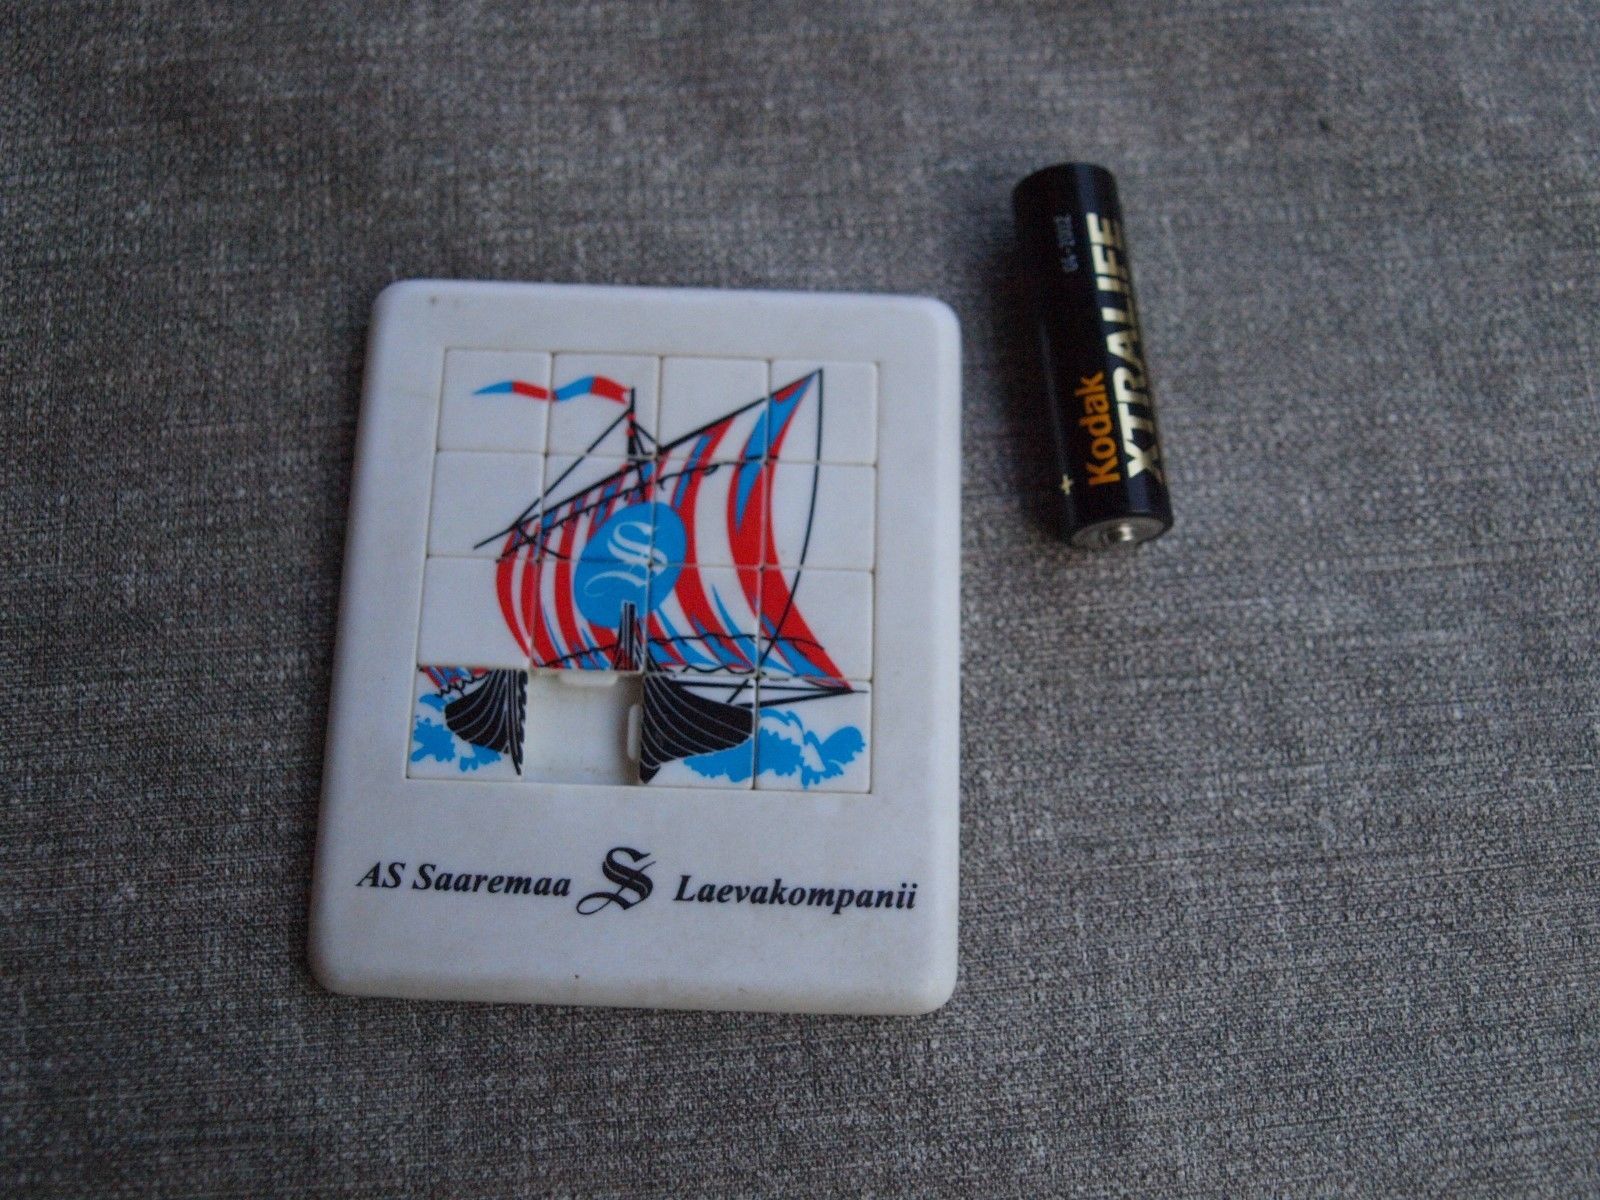 S
AS Saaremaa S Laevakompanii
+
Kodak
XTRALIFE